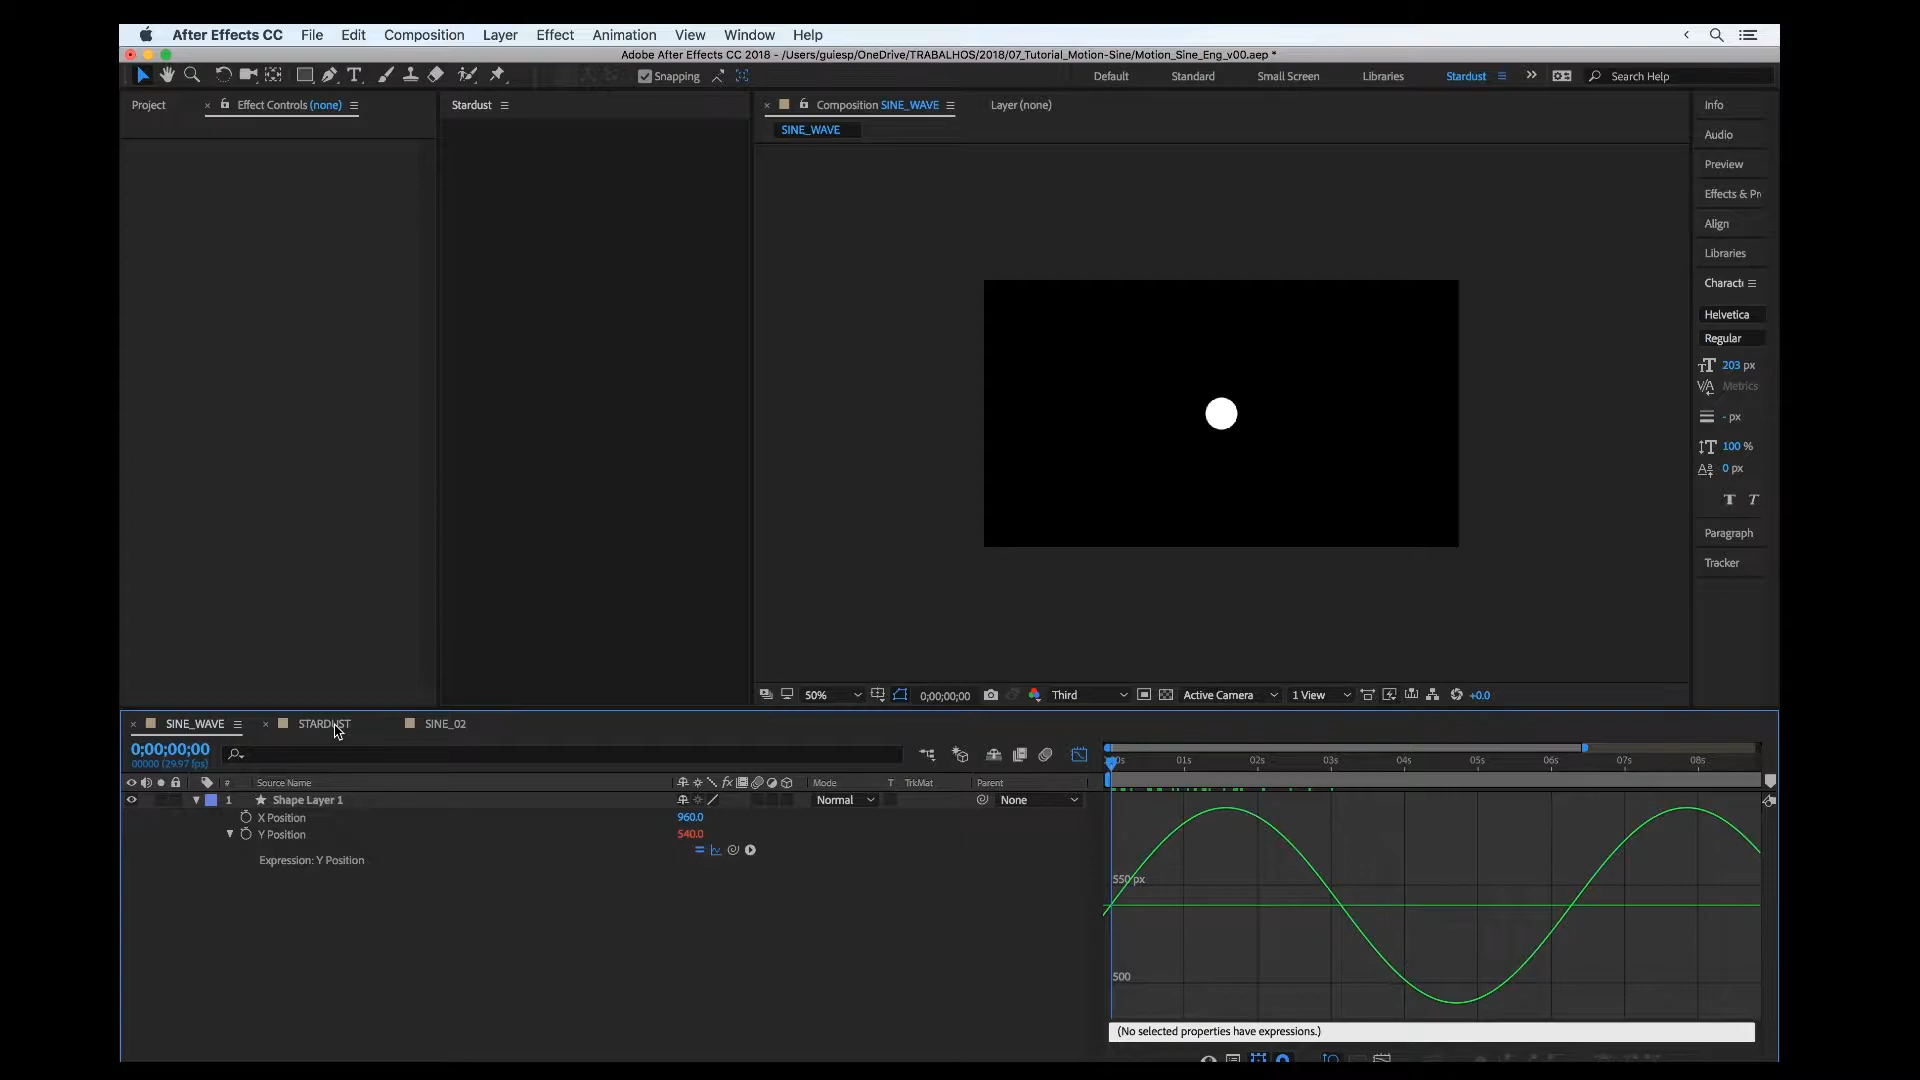 After Effects CC File Edit Composition Layer Effect Animation View Window Help
Adobe After Effects CC 2018 - /Users/guiesp/OneDrive/TRABALHOS/2018/07_Tutorial_Motion-Sine/Motion_Sine_Eng_v00.aep *
Snapping Default Standard Small Screen Libraries Stardust Search Help
Project Effect Controls (none) Stardust Composition SINE_WAVE Layer (none) Info
SINE_WAVE
Audio
Preview
Effects & Pr
Align
Libraries
Charact
Helvetica
Regular
203 px
Metrics
- px
100 %
0 px
T T
Paragraph
Tracker
50% 0;00;00;00 Third Active Camera 1 View +0.0
SINE_WAVE STARDUST SINE_02
0;00;00;00
00000 (29.97 fps)
01s 02s 03s 04s 05s 06s 07s 08s
# Source Name Mode T TrkMat Parent
1 Shape Layer 1 Normal None
X Position 960.0
Y Position 540.0
Expression: Y Position
550 px
500
(No selected properties have expressions.)